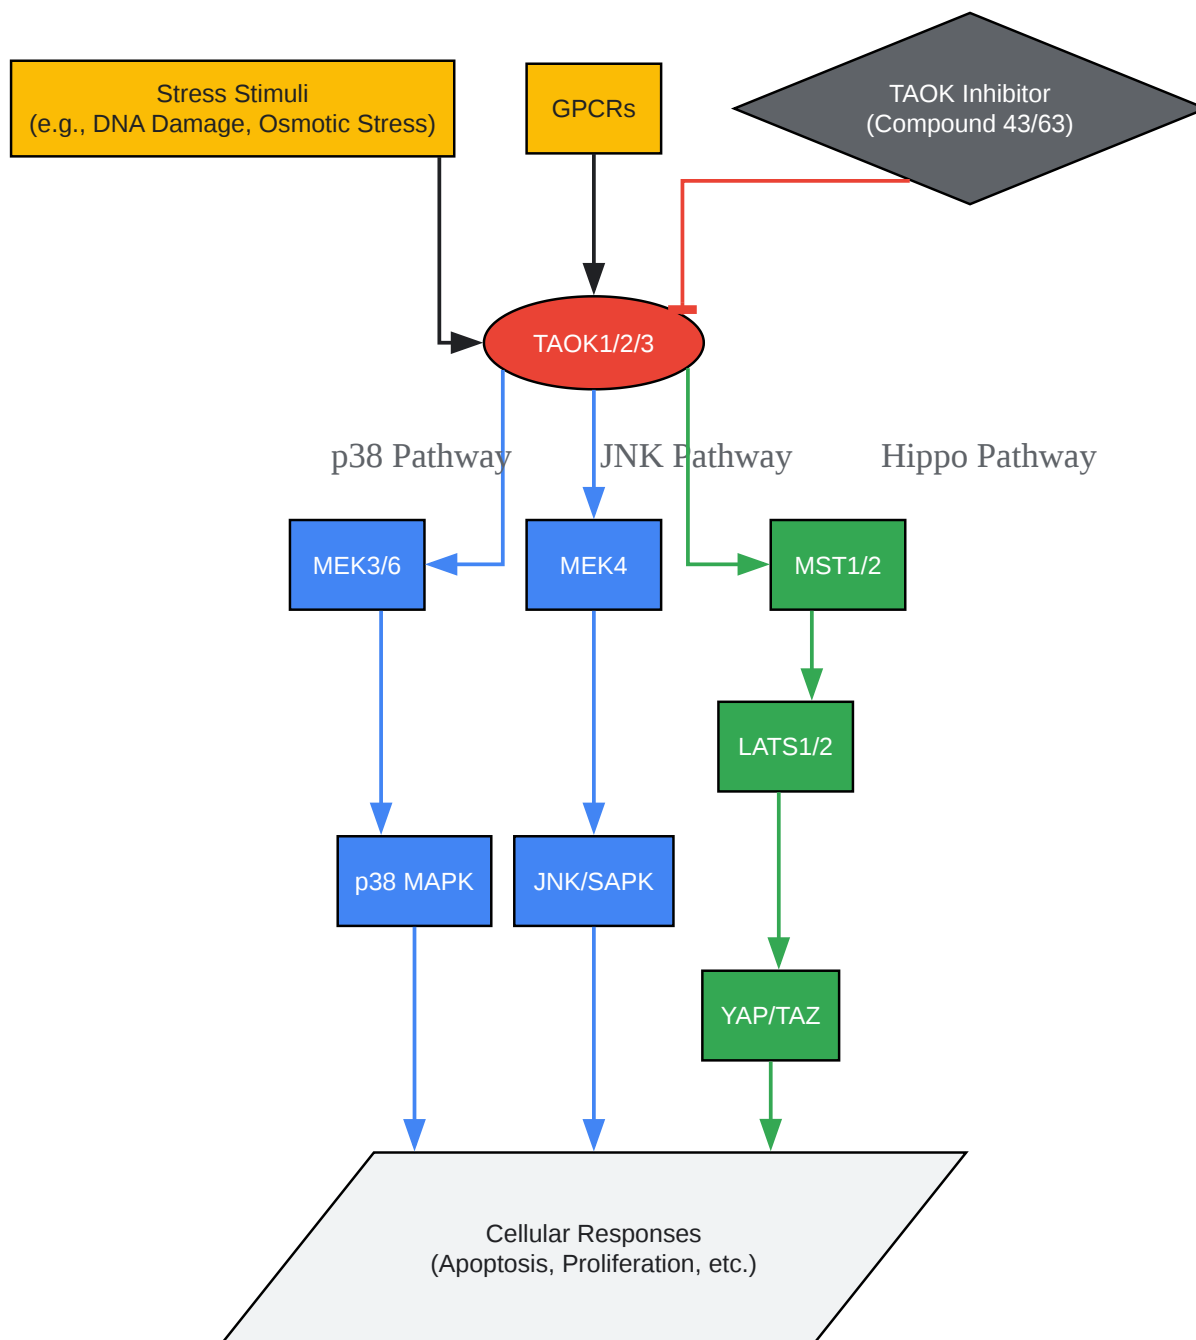 Stress Stimuli
(e.g., DNA Damage, Osmotic Stress)
GPCRs
TAOK Inhibitor
(Compound 43/63)
TAOK1/2/3
p38 Pathway
JNK Pathway
Hippo Pathway
MEK3/6
MEK4
MST1/2
LATS1/2
p38 MAPK
JNK/SAPK
YAP/TAZ
Cellular Responses
(Apoptosis, Proliferation, etc.)